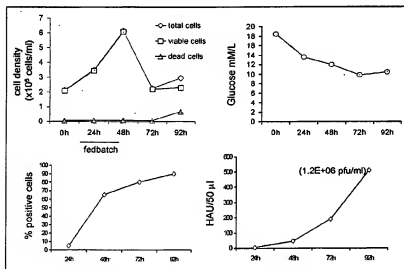 total cells
viable cells
dead cells
cell density
(x10⁶ cells/ml)
7
6
5
4
3
2
1
0
0h 24h 48h 72h 92h
fedbatch
Glucose mM/L
20
18
16
14
12
10
8
6
4
2
0
0h 24h 48h 72h 92h
% positive cells
100
80
60
40
20
0
24h 48h 72h 92h
HAU/50 µl
(1.2E+06 pfu/ml)
600
500
400
300
200
100
0
24h 48h 72h 92h